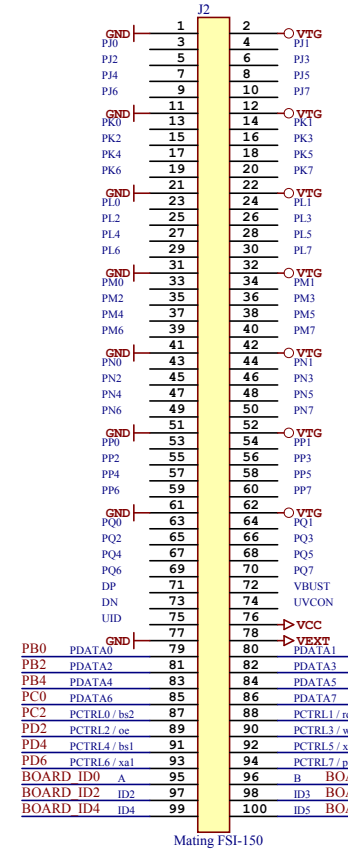 J2
GND 1 2 VTG
PJ0 3 4 PJ1
PJ2 5 6 PJ3
PJ4 7 8 PJ5
PJ6 9 10 PJ7
GND 11 12 VTG
PK0 13 14 PK1
PK2 15 16 PK3
PK4 17 18 PK5
PK6 19 20 PK7
GND 21 22 VTG
PL0 23 24 PL1
PL2 25 26 PL3
PL4 27 28 PL5
PL6 29 30 PL7
GND 31 32 VTG
PM0 33 34 PM1
PM2 35 36 PM3
PM4 37 38 PM5
PM6 39 40 PM7
GND 41 42 VTG
PN0 43 44 PN1
PN2 45 46 PN3
PN4 47 48 PN5
PN6 49 50 PN7
GND 51 52 VTG
PP0 53 54 PP1
PP2 55 56 PP3
PP4 57 58 PP5
PP6 59 60 PP7
GND 61 62 VTG
PQ0 63 64 PQ1
PQ2 65 66 PQ3
PQ4 67 68 PQ5
PQ6 69 70 PQ7
DP 71 72 VBUST
DN 73 74 UVCON
UID 75 76 VCC
GND 77 78 VEXT
PB0 PDATA0 79 80 PDATA1
PB2 PDATA2 81 82 PDATA3
PB4 PDATA4 83 84 PDATA5
PC0 PDATA6 85 86 PDATA7
PC2 PCTRL0 / bs2 87 88 PCTRL1 /
PD2 PCTRL2 / oe 89 90 PCTRL3 /
PD4 PCTRL4 / bs1 91 92 PCTRL5 /
PD6 PCTRL6 / xa1 93 94 PCTRL7 /
BOARD_ID0 A 95 96 B
BOARD_ID2 ID2 97 98 ID3
BOARD_ID4 ID4 99 100 ID5
Mating FSI-150